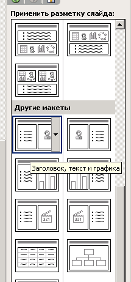 Применить разметку слайда:
Другие макеты
Заголовок, текст и графика